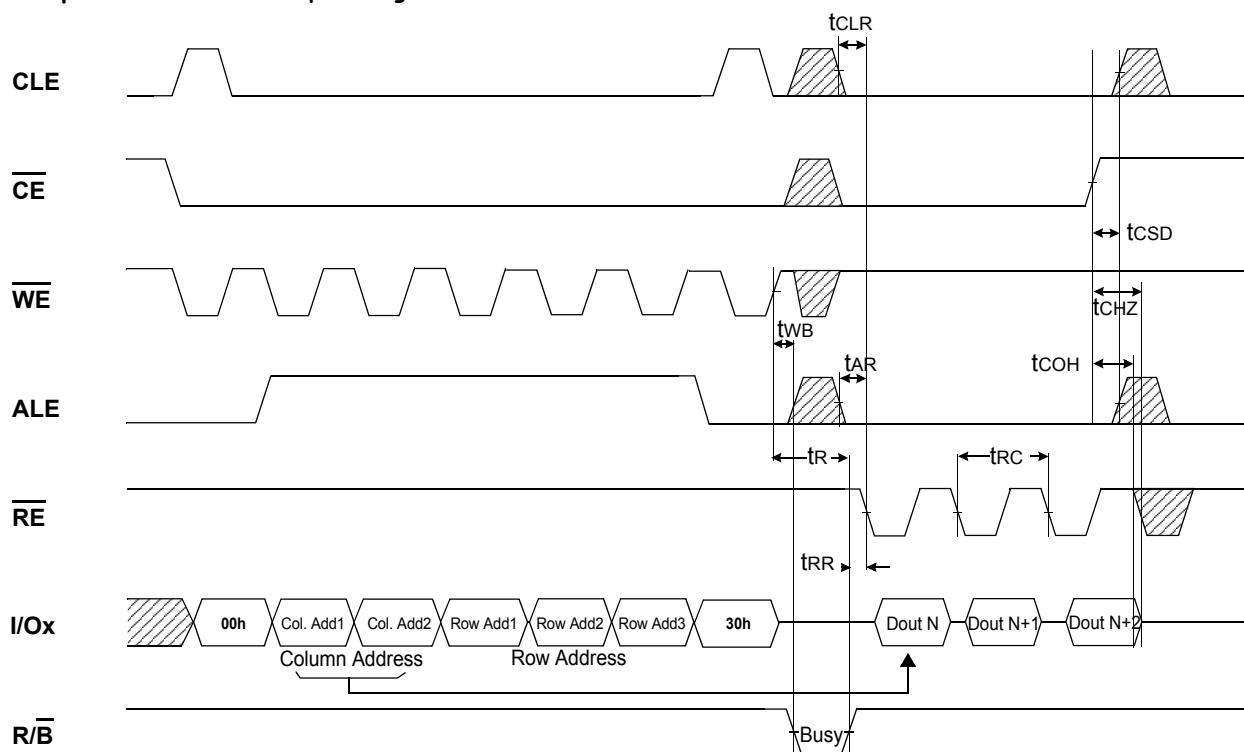 tCLR
CLE
CE
tCSD
WE
tCHZ
tWB
tCOH
tAR
ALE
tR
tRC
RE
tRR
I/Ox
00h
Col. Add1
Col. Add2
Row Add1
Row Add2
Row Add3
30h
Dout N
Dout N+1
Dout N+2
Column Address
Row Address
R/B
Busy